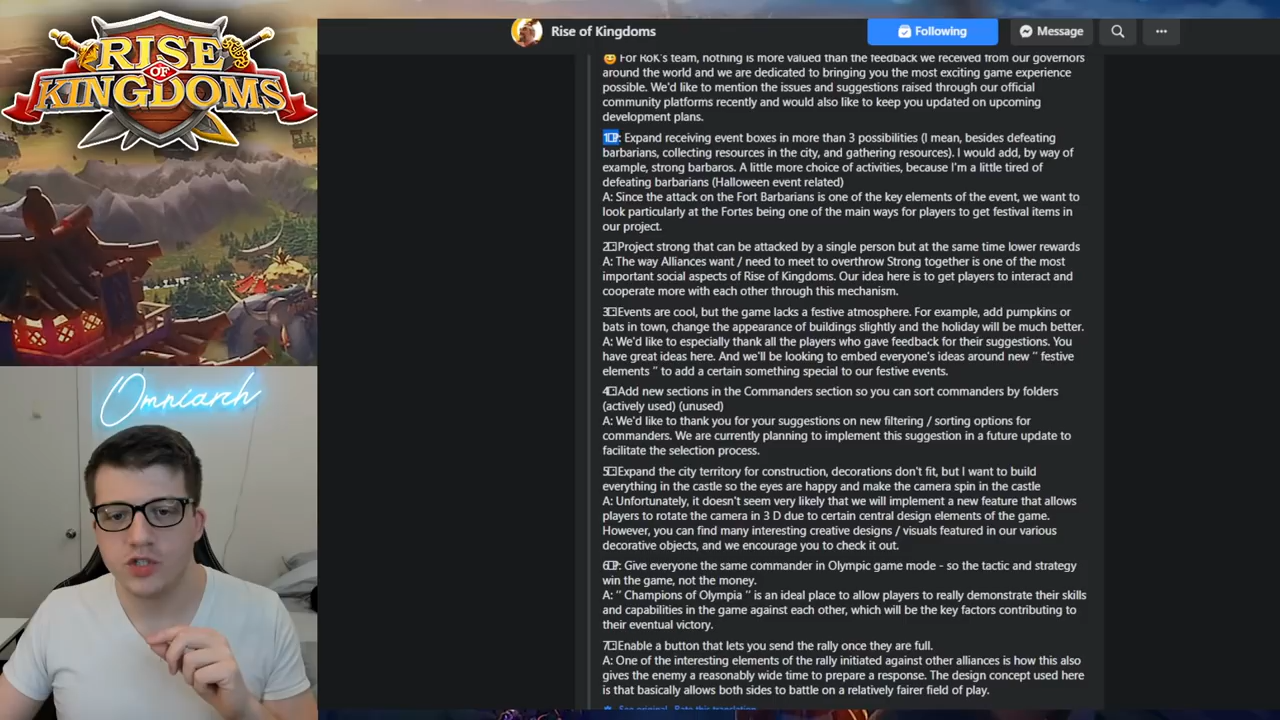 RISE
OF
KINGDOMS
Omniarch
Rise of Kingdoms
Following
Message
😊 For RoK's team, nothing is more valued than the feedback we received from our governors
around the world and we are dedicated to bringing you the most exciting game experience
possible. We'd like to mention the issues and suggestions raised through our official
community platforms recently and would also like to keep you updated on upcoming
development plans.
1⃣?: Expand receiving event boxes in more than 3 possibilities (I mean, besides defeating
barbarians, collecting resources in the city, and gathering resources). I would add, by way of
example, strong barbaros. A little more choice of activities, because I'm a little tired of
defeating barbarians (Halloween event related)
A: Since the attack on the Fort Barbarians is one of the key elements of the event, we want to
look particularly at the Fortes being one of the main ways for players to get festival items in
our project.
2⃣Project strong that can be attacked by a single person but at the same time lower rewards
A: The way Alliances want / need to meet to overthrow Strong together is one of the most
important social aspects of Rise of Kingdoms. Our idea here is to get players to interact and
cooperate more with each other through this mechanism.
3⃣Events are cool, but the game lacks a festive atmosphere. For example, add pumpkins or
bats in town, change the appearance of buildings slightly and the holiday will be much better.
A: We'd like to especially thank all the players who gave feedback for their suggestions. You
have great ideas here. And we'll be looking to embed everyone's ideas around new " festive
elements " to add a certain something special to our festive events.
4⃣Add new sections in the Commanders section so you can sort commanders by folders
(actively used) (unused)
A: We'd like to thank you for your suggestions on new filtering / sorting options for
commanders. We are currently planning to implement this suggestion in a future update to
facilitate the selection process.
5⃣Expand the city territory for construction, decorations don't fit, but I want to build
everything in the castle so the eyes are happy and make the camera spin in the castle
A: Unfortunately, it doesn't seem very likely that we will implement a new feature that allows
players to rotate the camera in 3 D due to certain central design elements of the game.
However, you can find many interesting creative designs / visuals featured in our various
decorative objects, and we encourage you to check it out.
6⃣?: Give everyone the same commander in Olympic game mode - so the tactic and strategy
win the game, not the money.
A: " Champions of Olympia " is an ideal place to allow players to really demonstrate their skills
and capabilities in the game against each other, which will be the key factors contributing to
their eventual victory.
7⃣Enable a button that lets you send the rally once they are full.
A: One of the interesting elements of the rally initiated against other alliances is how this also
gives the enemy a reasonably wide time to prepare a response. The design concept used here
is that basically allows both sides to battle on a relatively fairer field of play.
See original · Rate this translation